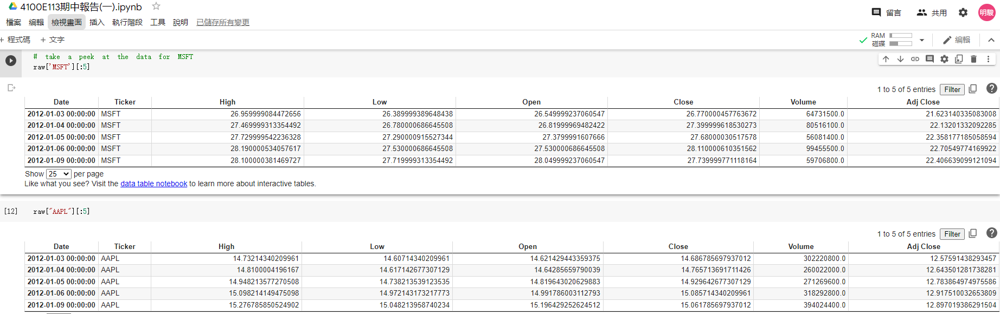 4100E113期中報告(一).ipynb
留言 共用 明駿
檔案 編輯 檢視畫面 插入 執行階段 工具 說明 已儲存所有變更
+ 程式碼 + 文字
RAM
磁碟
編輯
# take a peek at the data for MSFT
raw['MSFT'][:5]
1 to 5 of 5 entries Filter
Date Ticker High Low Open Close Volume Adj Close
2012-01-03 00:00:00 MSFT 26.959999084472656 26.389999389648438 26.549999237060547 26.770000457763672 64731500.0 21.623140335083008
2012-01-04 00:00:00 MSFT 27.469999313354492 26.780000686645508 26.81999969482422 27.399999618530273 80516100.0 22.13201332092285
2012-01-05 00:00:00 MSFT 27.729999542236328 27.290000915527344 27.3799991607666 27.68000030517578 56081400.0 22.358177185058594
2012-01-06 00:00:00 MSFT 28.190000534057617 27.530000686645508 27.530000686645508 28.110000610351562 99455500.0 22.70549774169922
2012-01-09 00:00:00 MSFT 28.100000381469727 27.719999313354492 28.049999237060547 27.739999771118164 59706800.0 22.406639099121094
Show 25 per page
Like what you see? Visit the data table notebook to learn more about interactive tables.
[12] raw["AAPL"][:5]
1 to 5 of 5 entries Filter
Date Ticker High Low Open Close Volume Adj Close
2012-01-03 00:00:00 AAPL 14.73214340209961 14.60714340209961 14.621429443359375 14.686785697937012 302220800.0 12.57591438293457
2012-01-04 00:00:00 AAPL 14.8100004196167 14.617142677307129 14.64285659790039 14.765713691711426 260022000.0 12.643501281738281
2012-01-05 00:00:00 AAPL 14.948213577270508 14.738213539123535 14.819643020629883 14.929642677307129 271269600.0 12.783864974975586
2012-01-06 00:00:00 AAPL 15.098214149475098 14.972143173217773 14.991786003112793 15.085714340209961 318292800.0 12.917510032653809
2012-01-09 00:00:00 AAPL 15.276785850524902 15.048213958740234 15.196429252624512 15.061785697937012 394024400.0 12.897019386291504